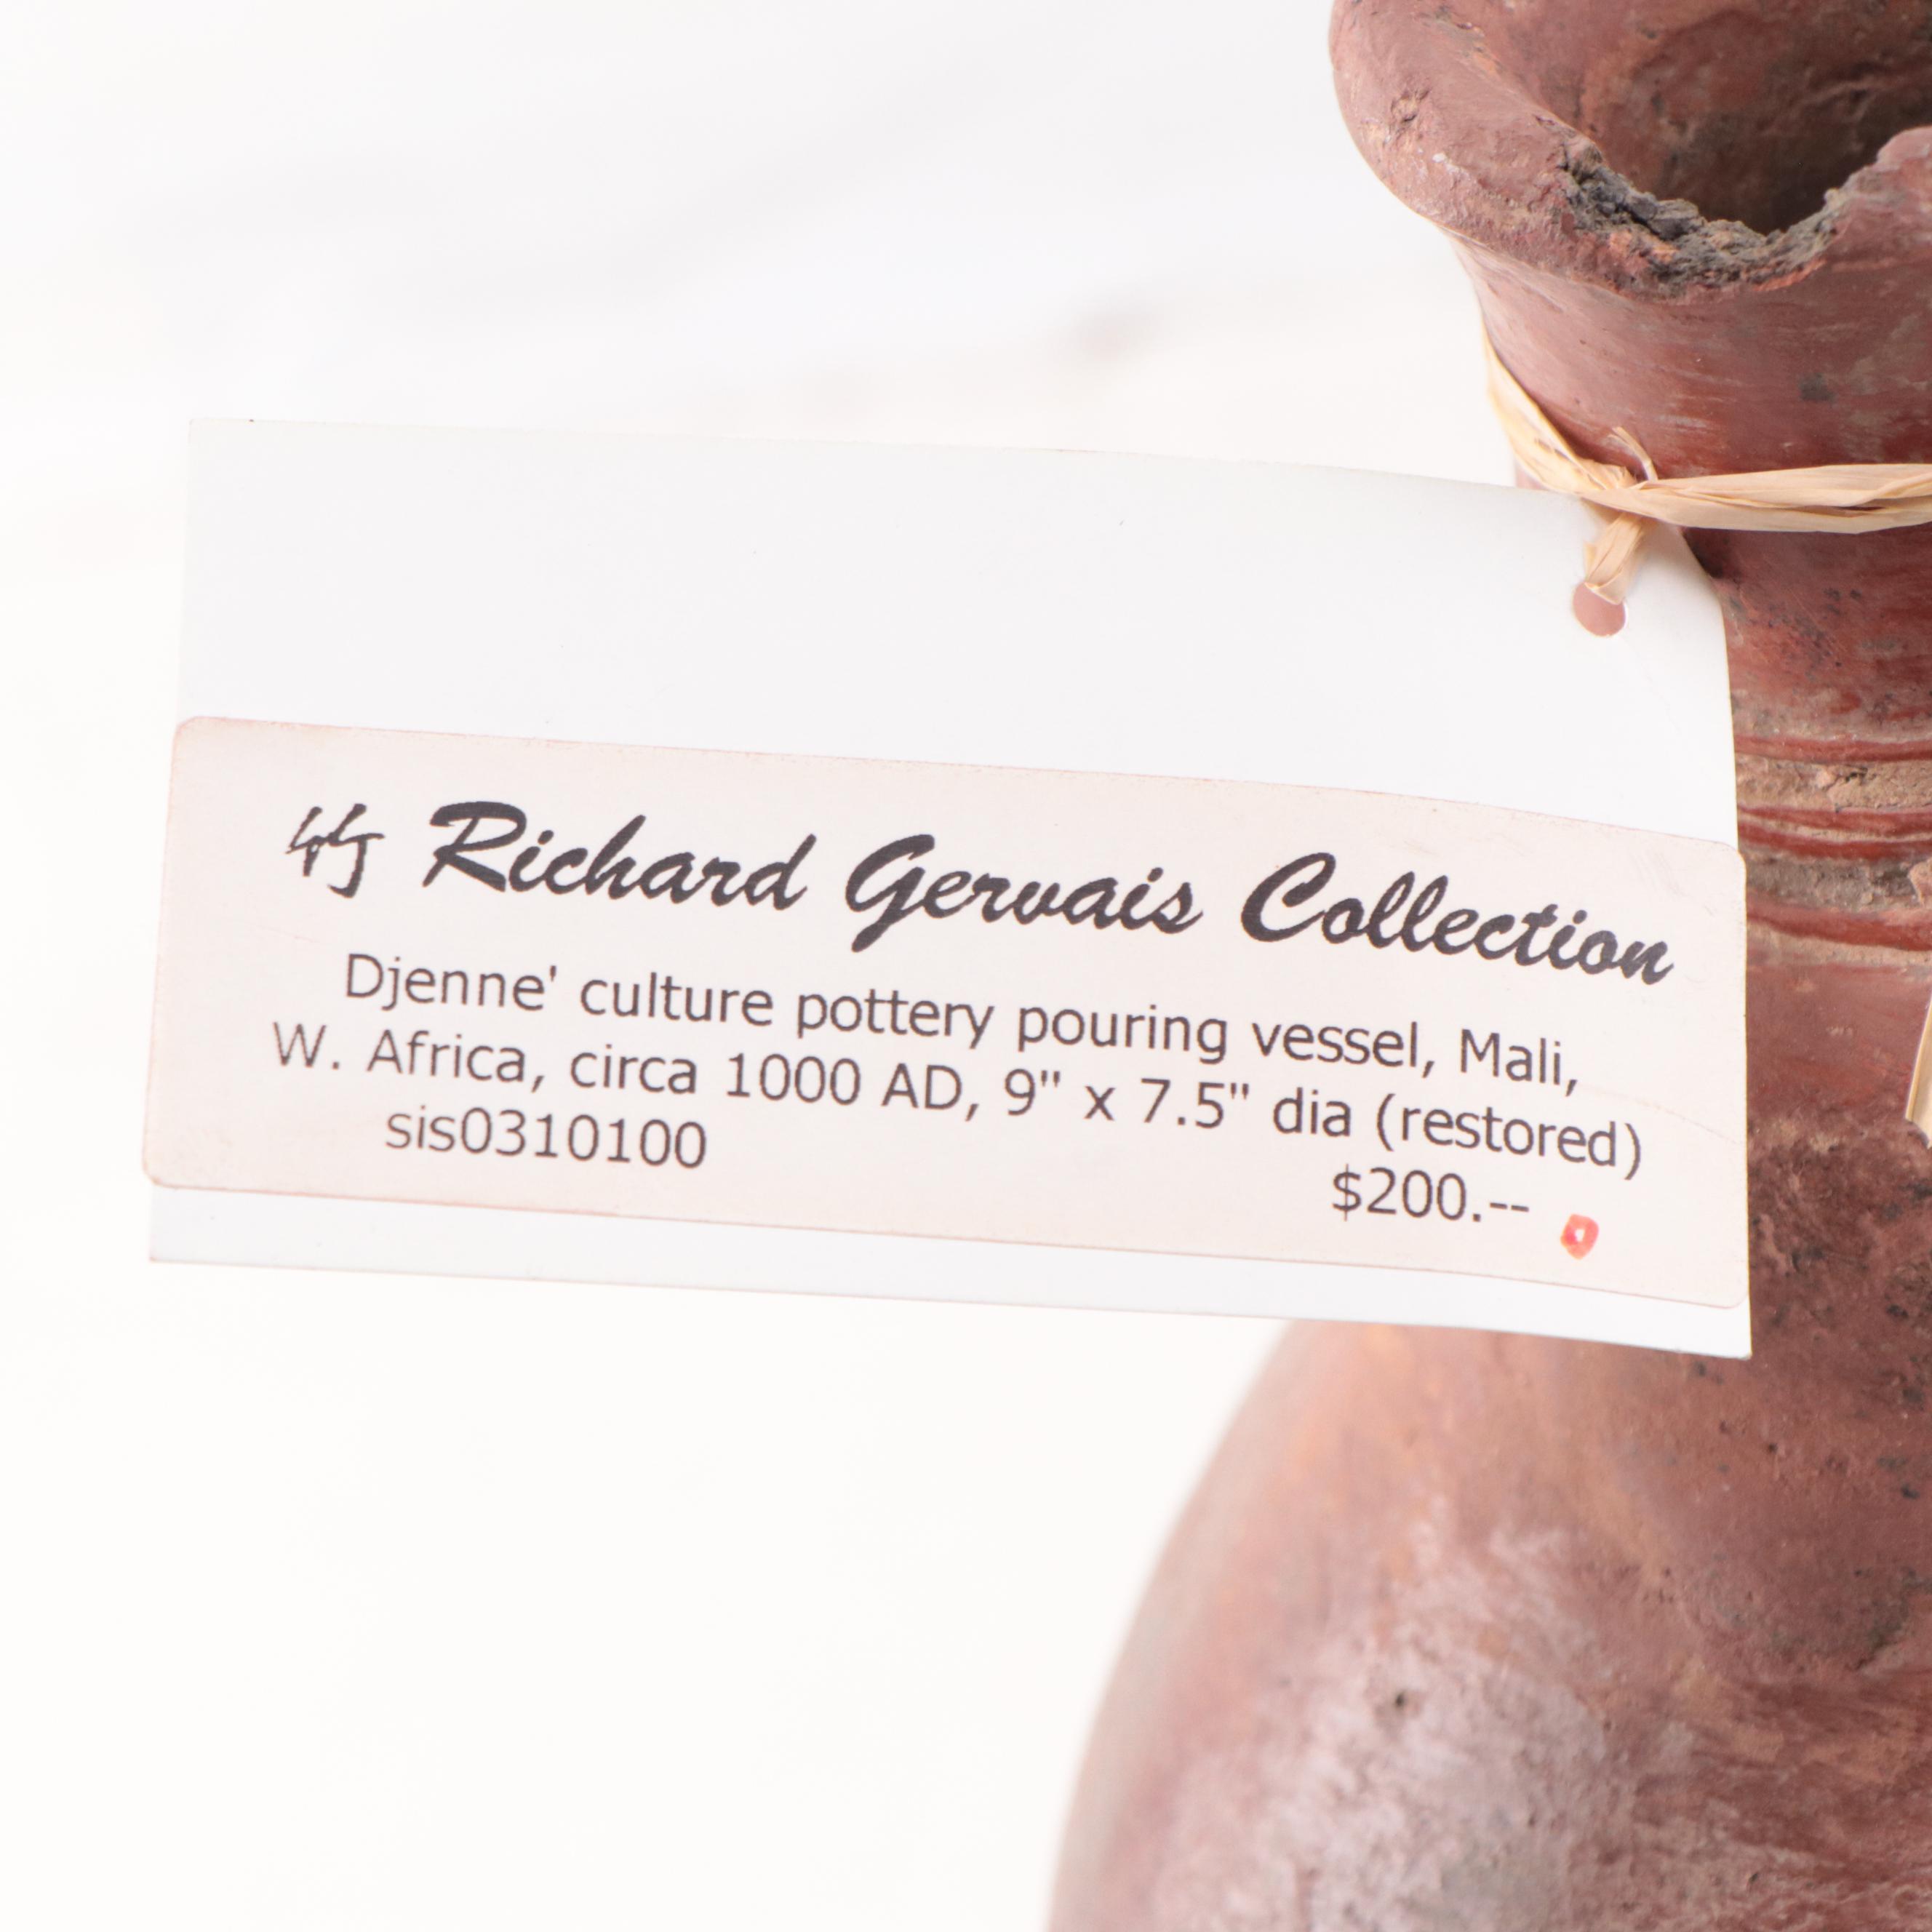 竹 Richard Gervais Collection
Djenne' culture pottery pouring vessel, Mali,
W. Africa, circa 1000 AD, 9" x 7.5" dia (restored)
sis0310100 $200.--